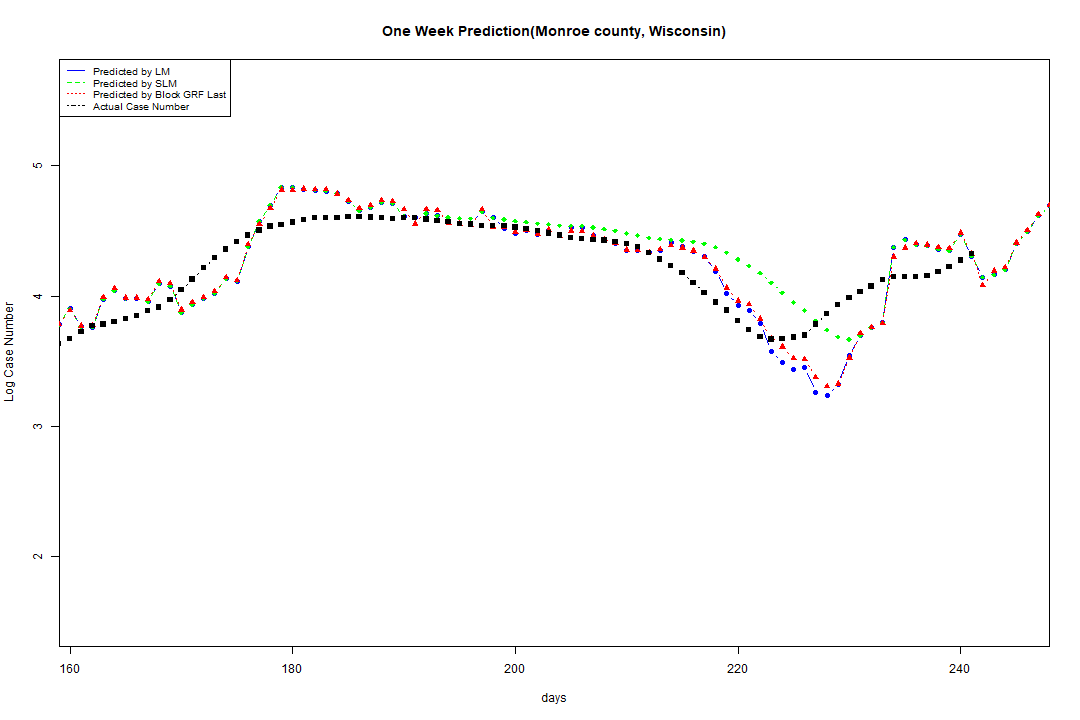 One Week Prediction(Monroe county, Wisconsin)
Predicted by LM
Predicted by SLM
Predicted by Block GRF Last
Actual Case Number
5
4
3
2
Log Case Number
160 180 200 220 240
days